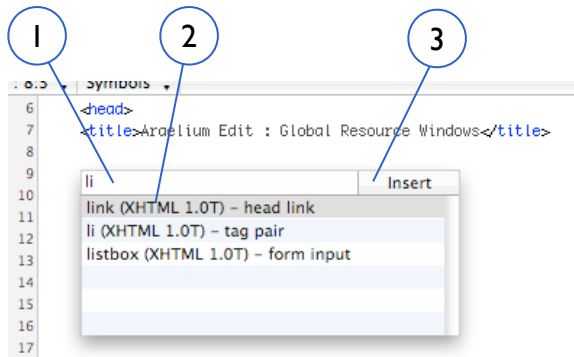 1 2 3
: 8.5 Symbols
6 <head>
7 <title>Araelium Edit : Global Resource Windows</title>
8
9
li Insert
10
link (XHTML 1.0T) – head link
11
li (XHTML 1.0T) – tag pair
12
listbox (XHTML 1.0T) – form input
13
14
15
16
17